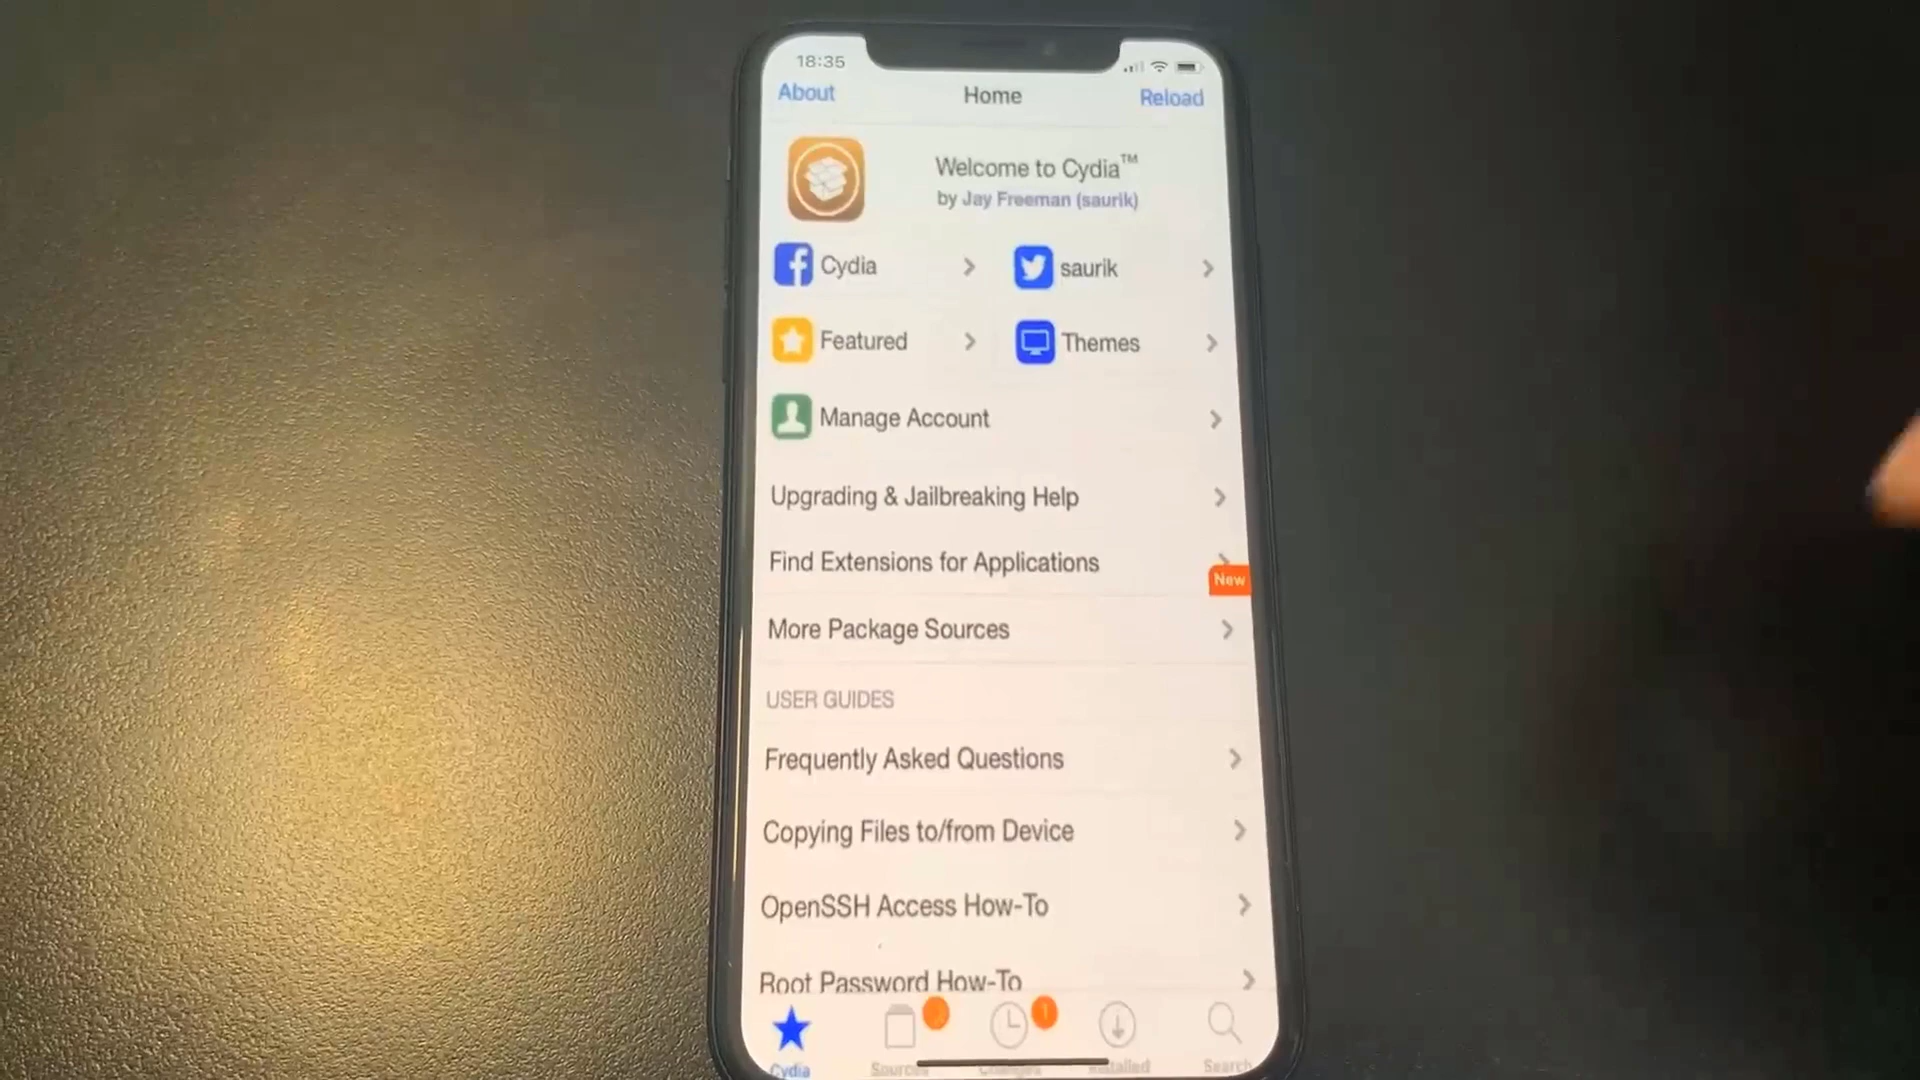 18:35
About Home Reload
Welcome to Cydia™
by Jay Freeman (saurik)
Cydia saurik
Featured Themes
Manage Account
Upgrading & Jailbreaking Help
Find Extensions for Applications
New
More Package Sources
USER GUIDES
Frequently Asked Questions
Copying Files to/from Device
OpenSSH Access How-To
Root Password How-To
1
Cydia Sources Changes Installed Search